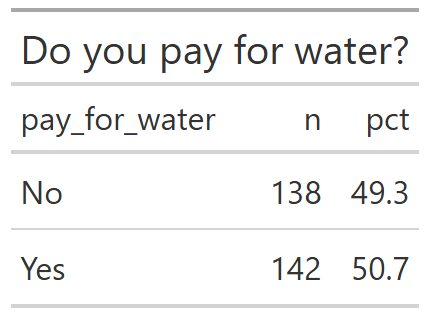 Do you pay for water?
pay_for_water n pct
No 138 49.3
Yes 142 50.7